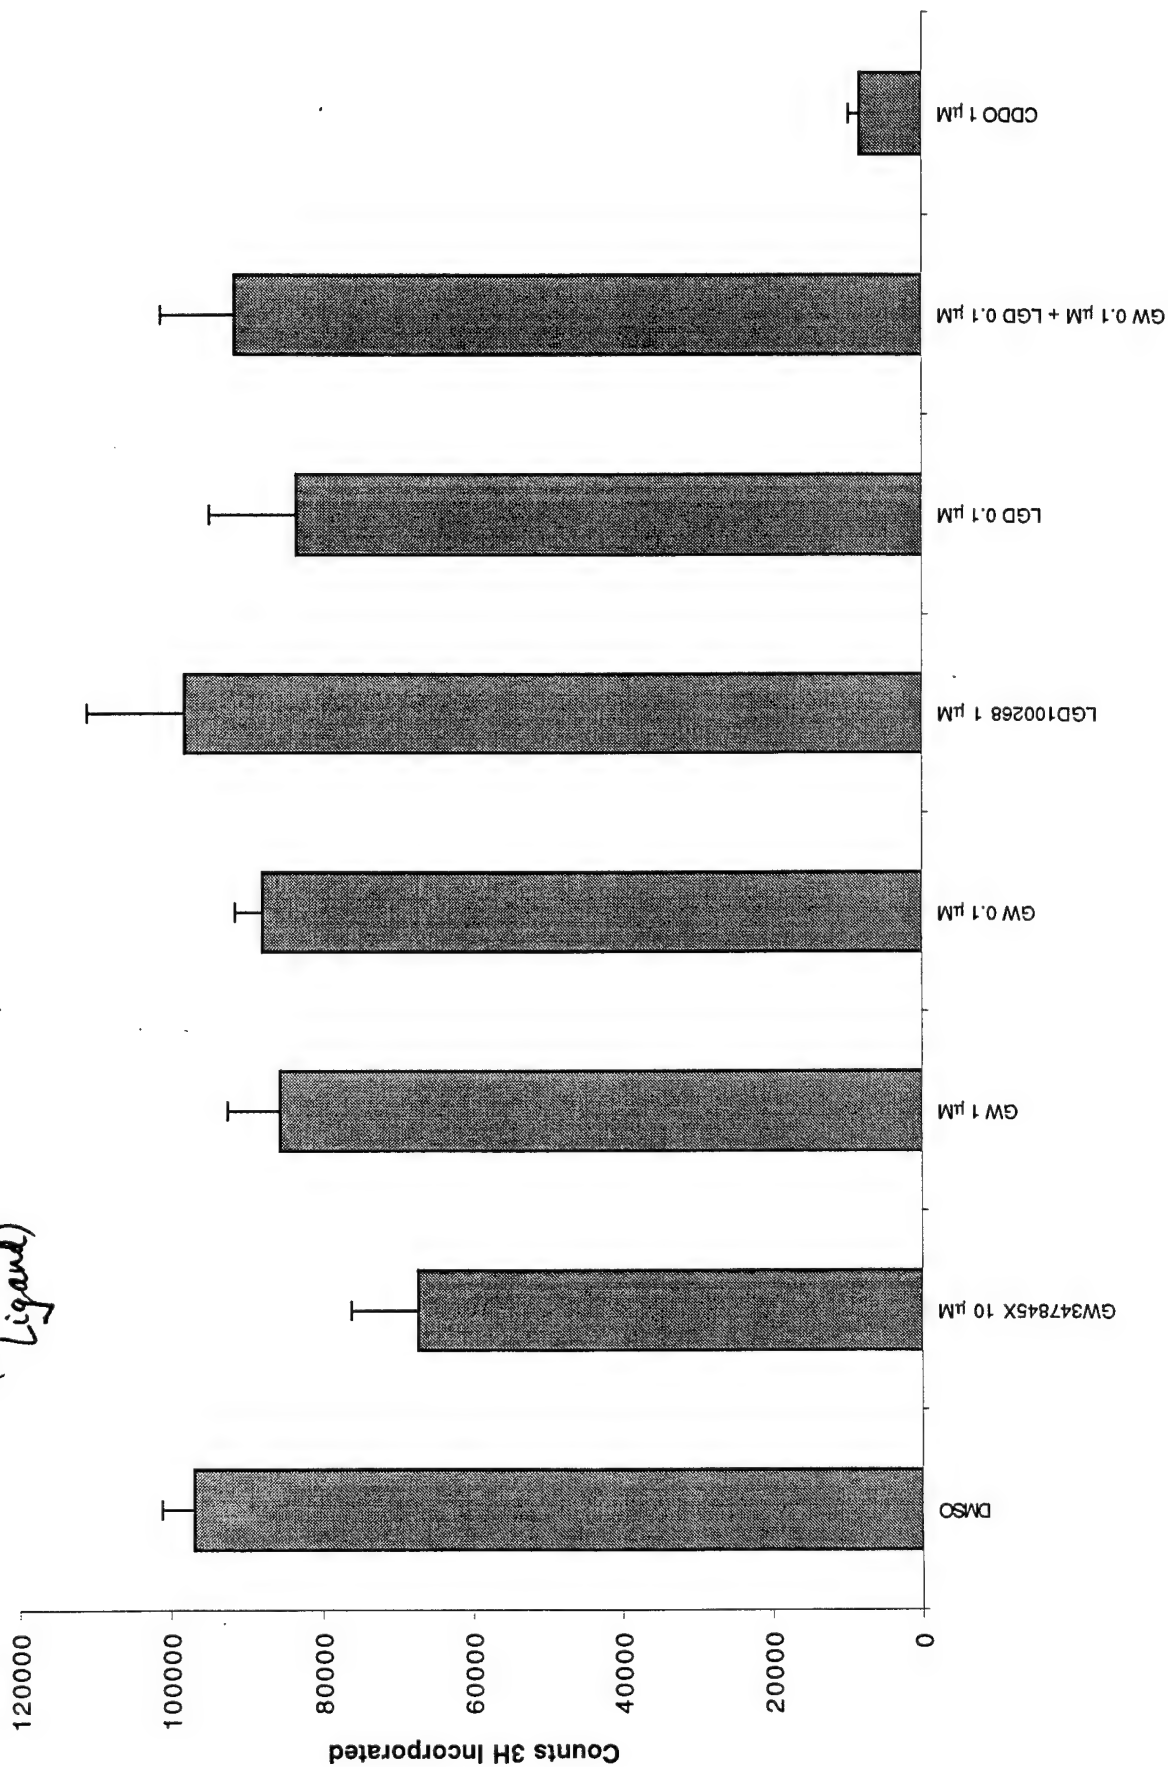 Ligand)
Counts 3H Incorporated
120000
100000
80000
60000
40000
20000
0
DMSO
GW347845X 10 µM
GW 1 µM
GW 0.1 µM
LGD100268 1 µM
LGD 0.1 µM
GW 0.1 µM + LGD 0.1 µM
CDDO 1 µM